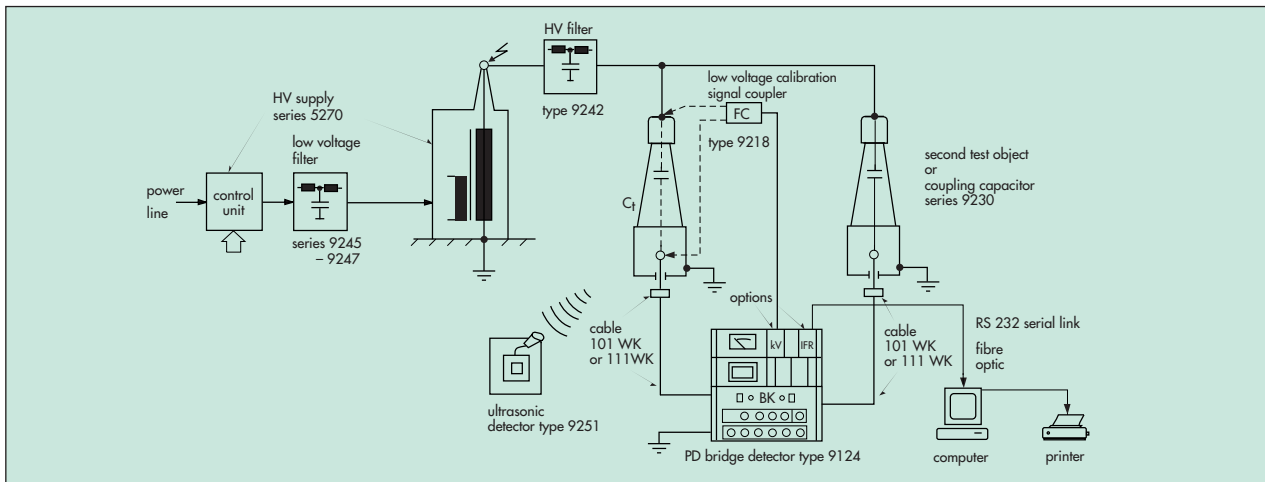 HV filter
type 9242
HV supply
series 5270
low voltage
filter
power
line
control
unit
series 9245
– 9247
low voltage calibration
signal coupler
FC
type 9218
Ct
second test object
or
coupling capacitor
series 9230
options
cable
101 WK
or 111WK
kV
IFR
BK
cable
101 WK
or 111 WK
RS 232 serial link
fibre
optic
ultrasonic
detector type 9251
PD bridge detector type 9124
computer
printer